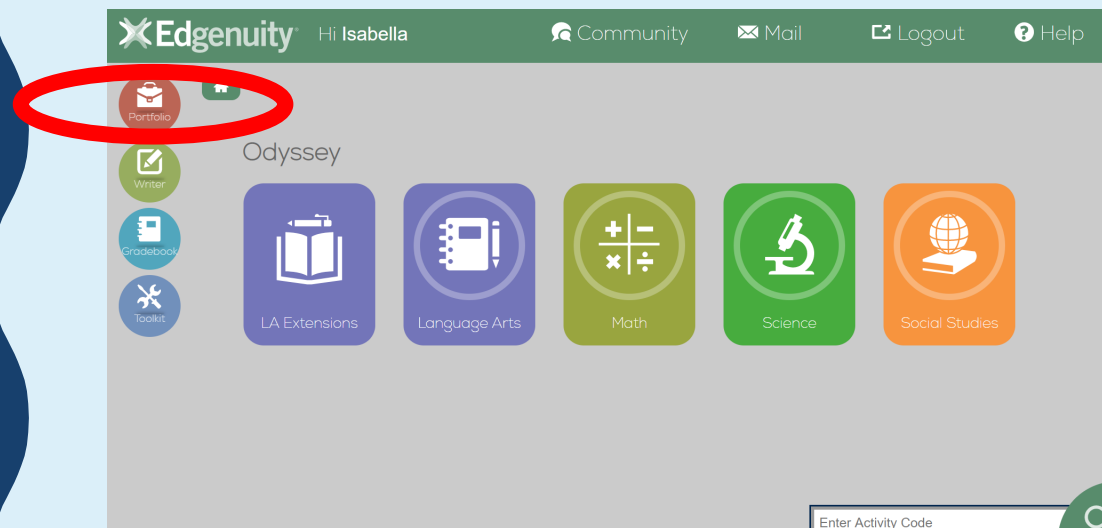 Edgenuity Hi Isabella Community Mail Logout Help
Portfolio
Odyssey
Writer
Gradebook
Toolkit
LA Extensions Language Arts Math Science Social Studies
Enter Activity Code